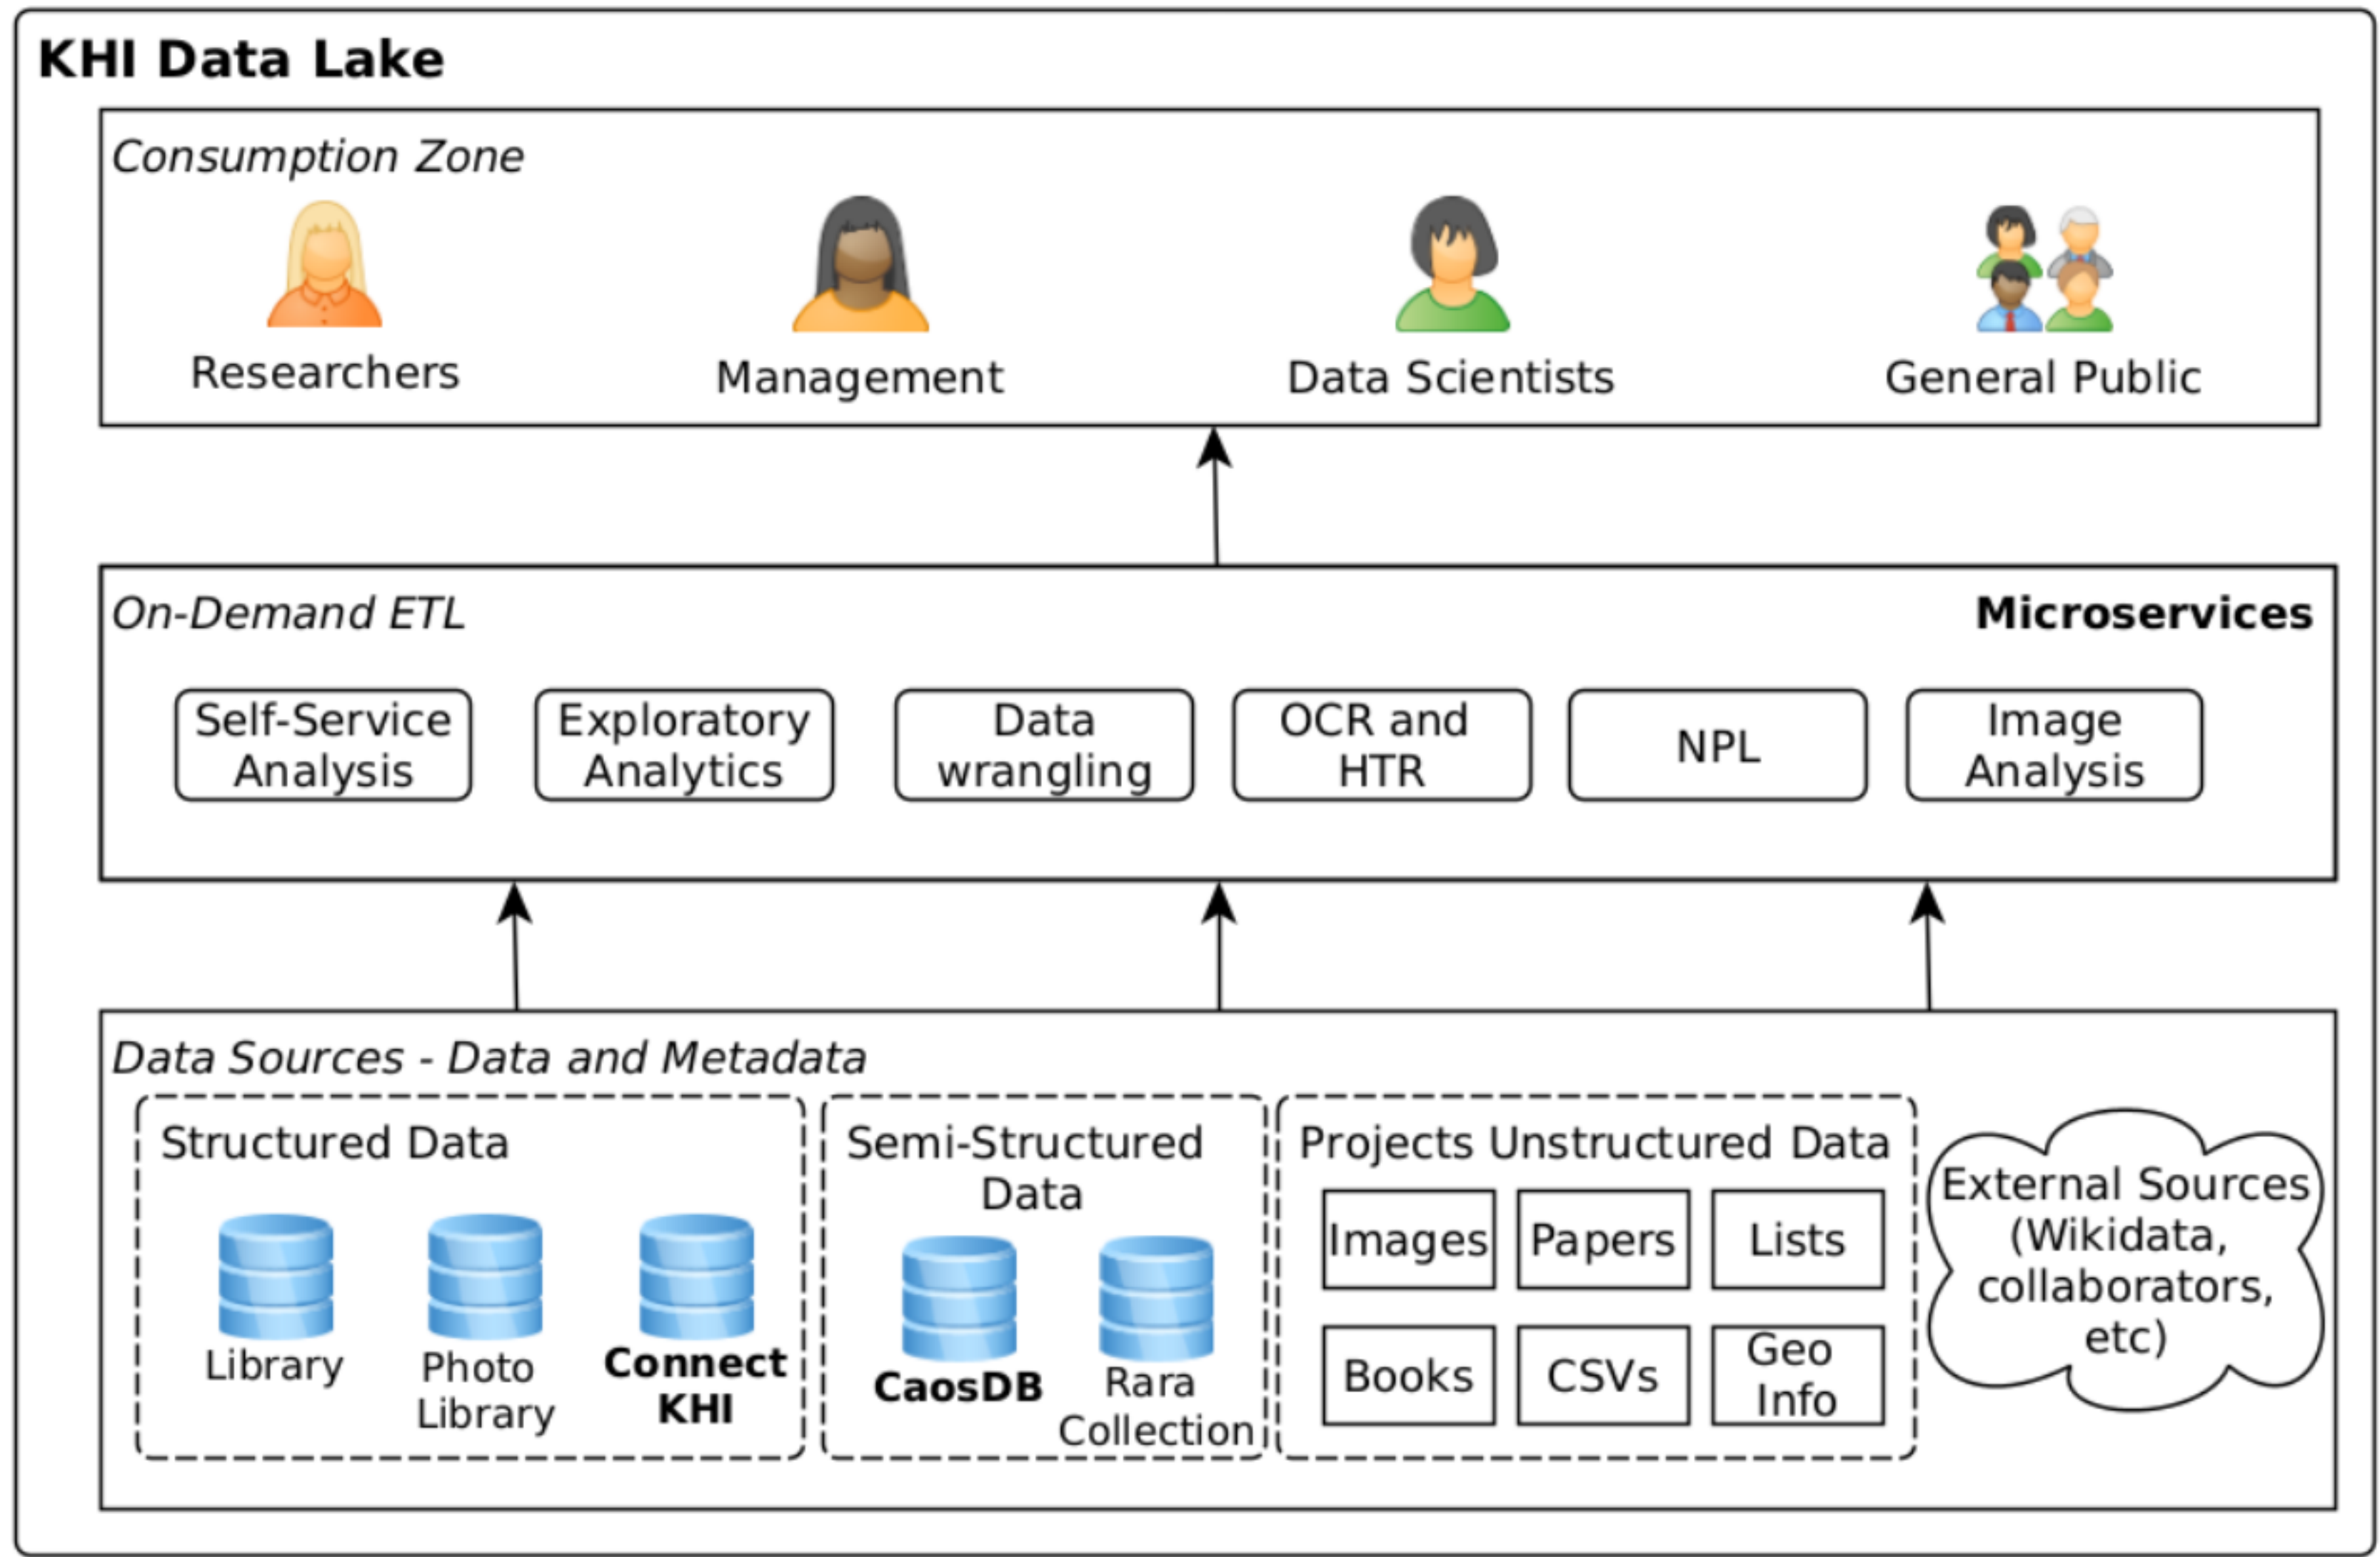 KHI Data Lake
Consumption Zone
Researchers
Management
Data Scientists
General Public
On-Demand ETL
Microservices
Self-Service
Analysis
Exploratory
Analytics
Data
wrangling
OCR and
HTR
NPL
Image
Analysis
Data Sources - Data and Metadata
Structured Data
Library
Photo
Library
Connect
KHI
Semi-Structured
Data
CaosDB
Rara
Collection
Projects Unstructured Data
Images
Papers
Lists
Books
CSVs
Geo
Info
External Sources
(Wikidata,
collaborators,
etc)